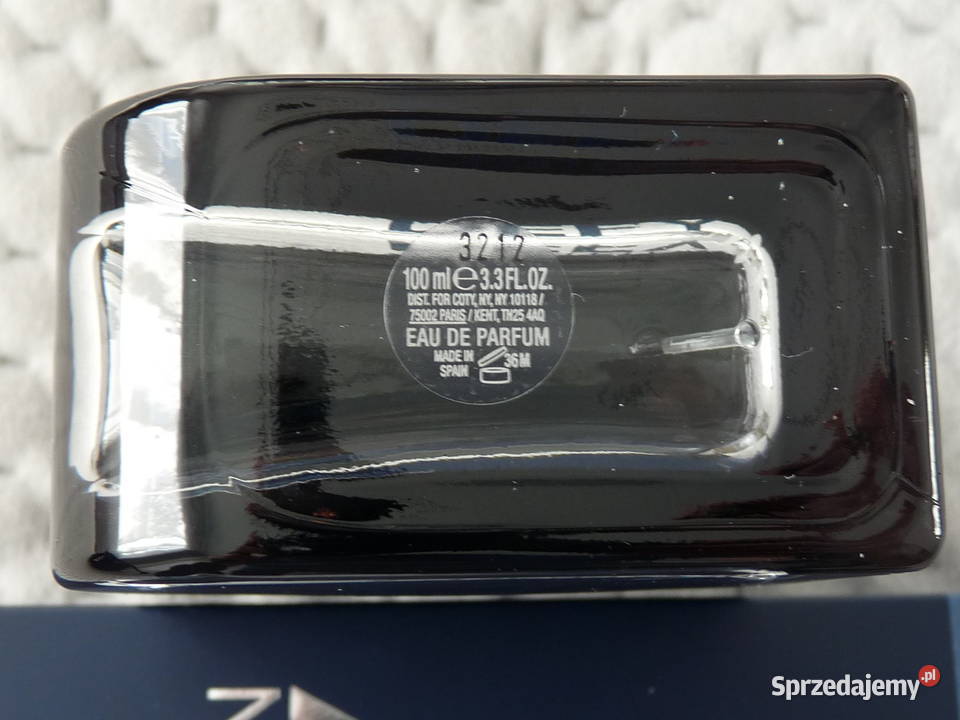 3212
100 ml℮3.3 FL.OZ.
DIST. FOR COTY, NY, NY 10118 /
75002 PARIS / KENT, TN25 4AQ
EAU DE PARFUM
MADE IN
SPAIN
36M
Sprzedajemy.pl